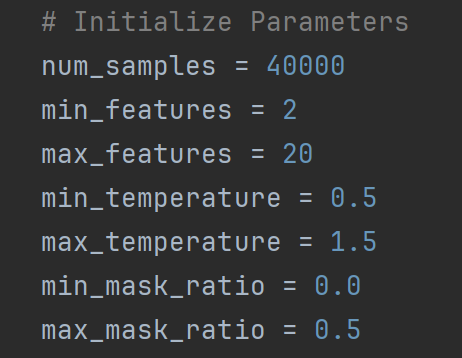 # Initialize Parameters
num_samples = 40000
min_features = 2
max_features = 20
min_temperature = 0.5
max_temperature = 1.5
min_mask_ratio = 0.0
max_mask_ratio = 0.5